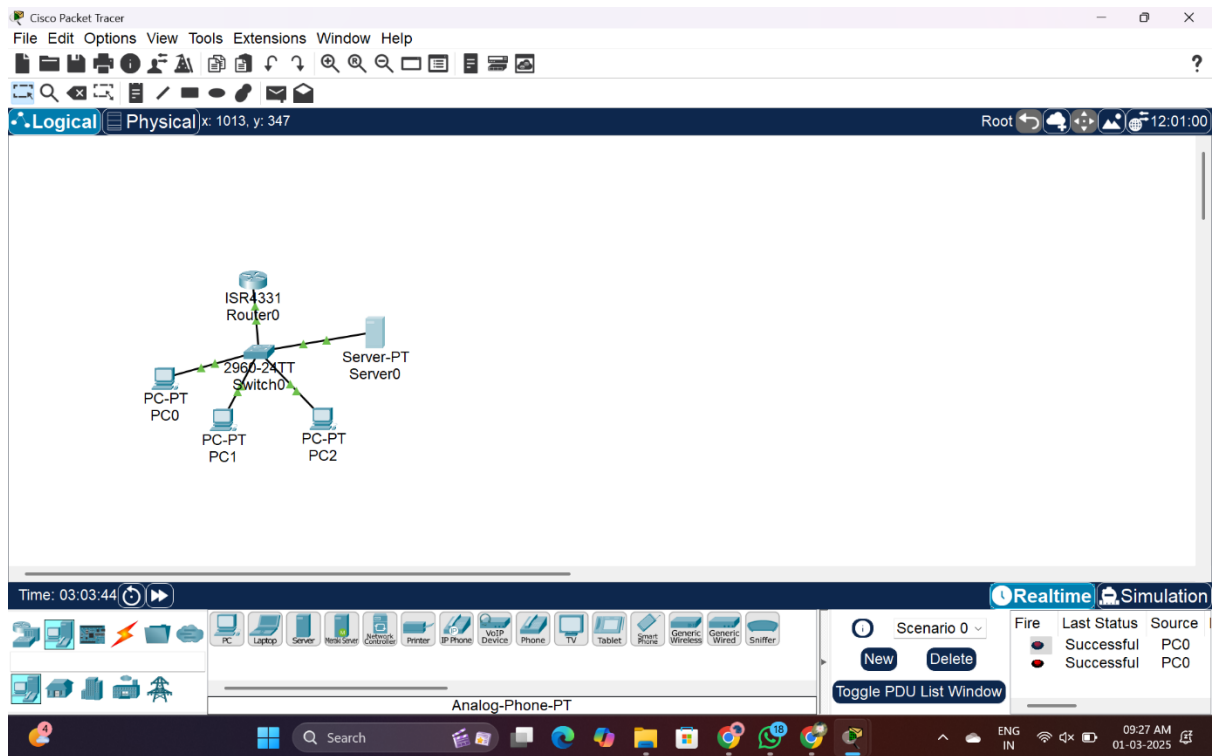 Cisco Packet Tracer
File Edit Options View Tools Extensions Window Help
?
Logical Physical x: 1013, y: 347 Root 12:01:00
ISR4331
Router0
2960-24TT
Switch0
Server-PT
Server0
PC-PT
PC0
PC-PT
PC1
PC-PT
PC2
Time: 03:03:44 Realtime Simulation
PC Laptop Server Meraki Server Network Controller Printer IP Phone VoIP Device Phone TV Tablet Smart Phone Generic Wireless Generic Wired Sniffer
Scenario 0
New Delete
Toggle PDU List Window
Fire Last Status Source
Successful PC0
Successful PC0
Analog-Phone-PT
Search
18
ENG
IN
09:27 AM
01-03-2025